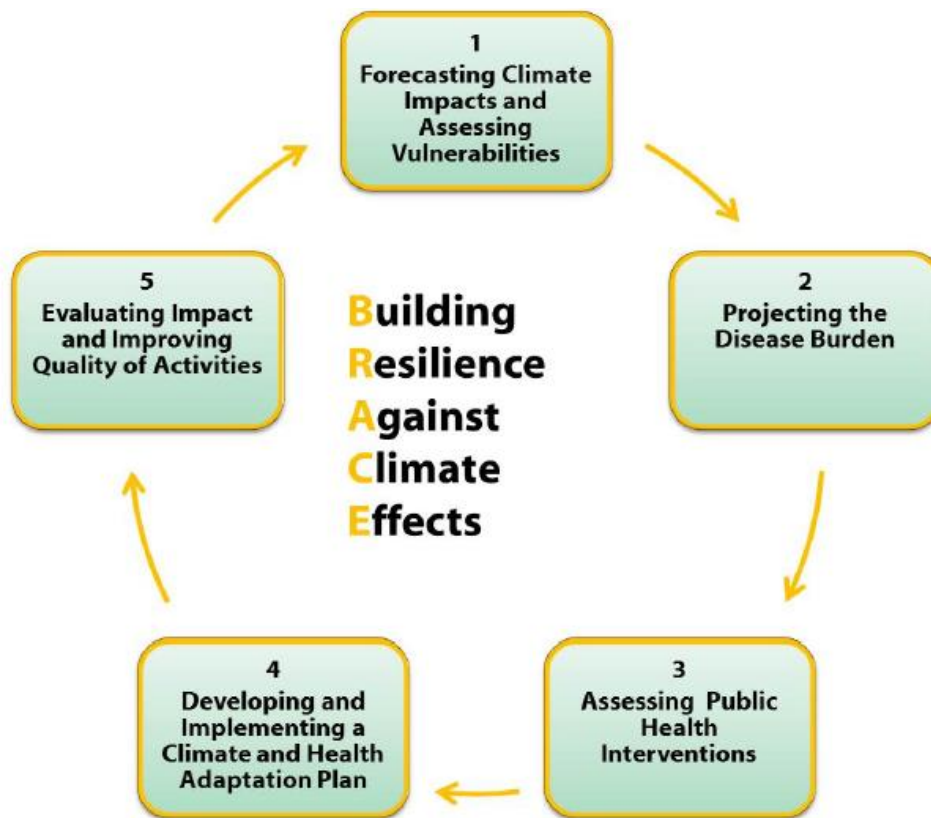 1
Forecasting Climate
Impacts and
Assessing
Vulnerabilities
2
Projecting the
Disease Burden
3
Assessing Public
Health
Interventions
4
Developing and
Implementing a
Climate and Health
Adaptation Plan
5
Evaluating Impact
and Improving
Quality of Activities
Building
Resilience
Against
Climate
Effects